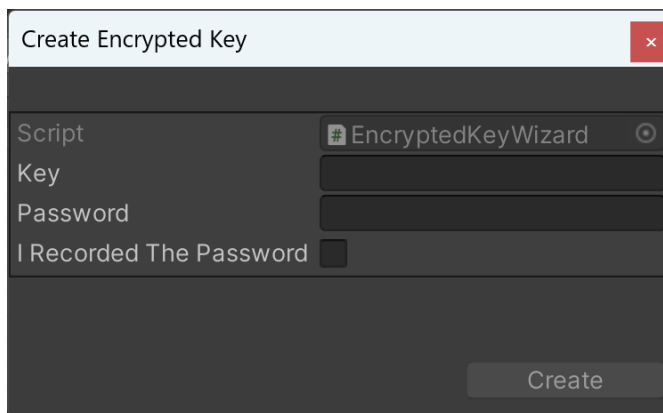 Create Encrypted Key
×
Script # EncryptedKeyWizard
Key
Password
I Recorded The Password
Create